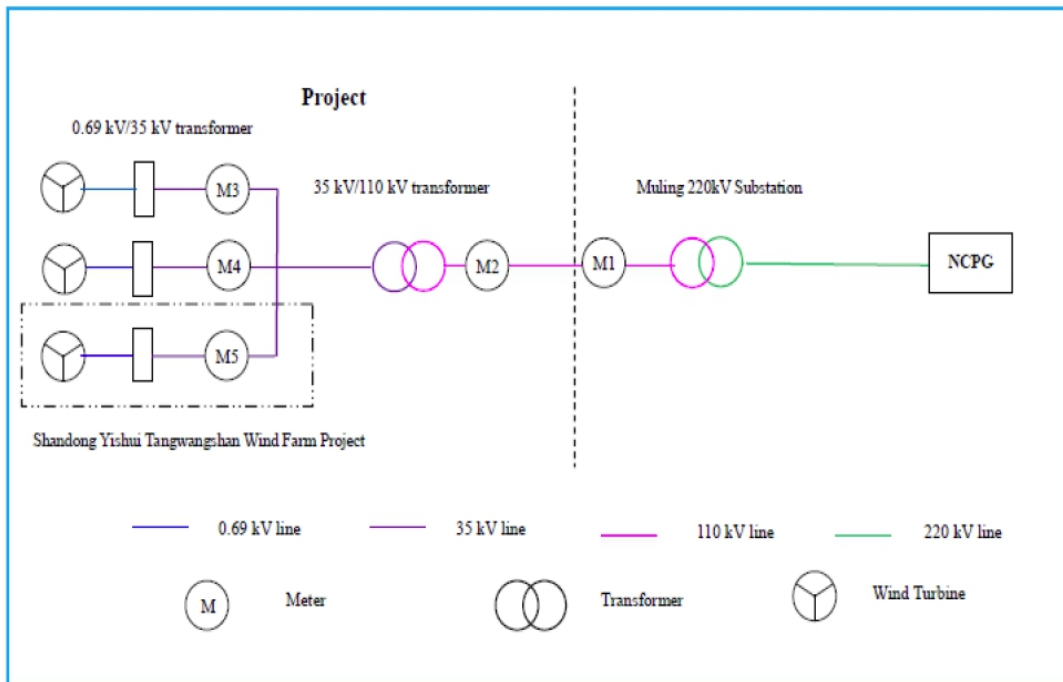 Project
0.69 kV/35 kV transformer
M3
35 kV/110 kV transformer
Muling 220kV Substation
M4
M2
M1
NCPG
M5
Shandong Yishui Tangwangshan Wind Farm Project
0.69 kV line
35 kV line
110 kV line
220 kV line
M
Meter
Transformer
Wind Turbine